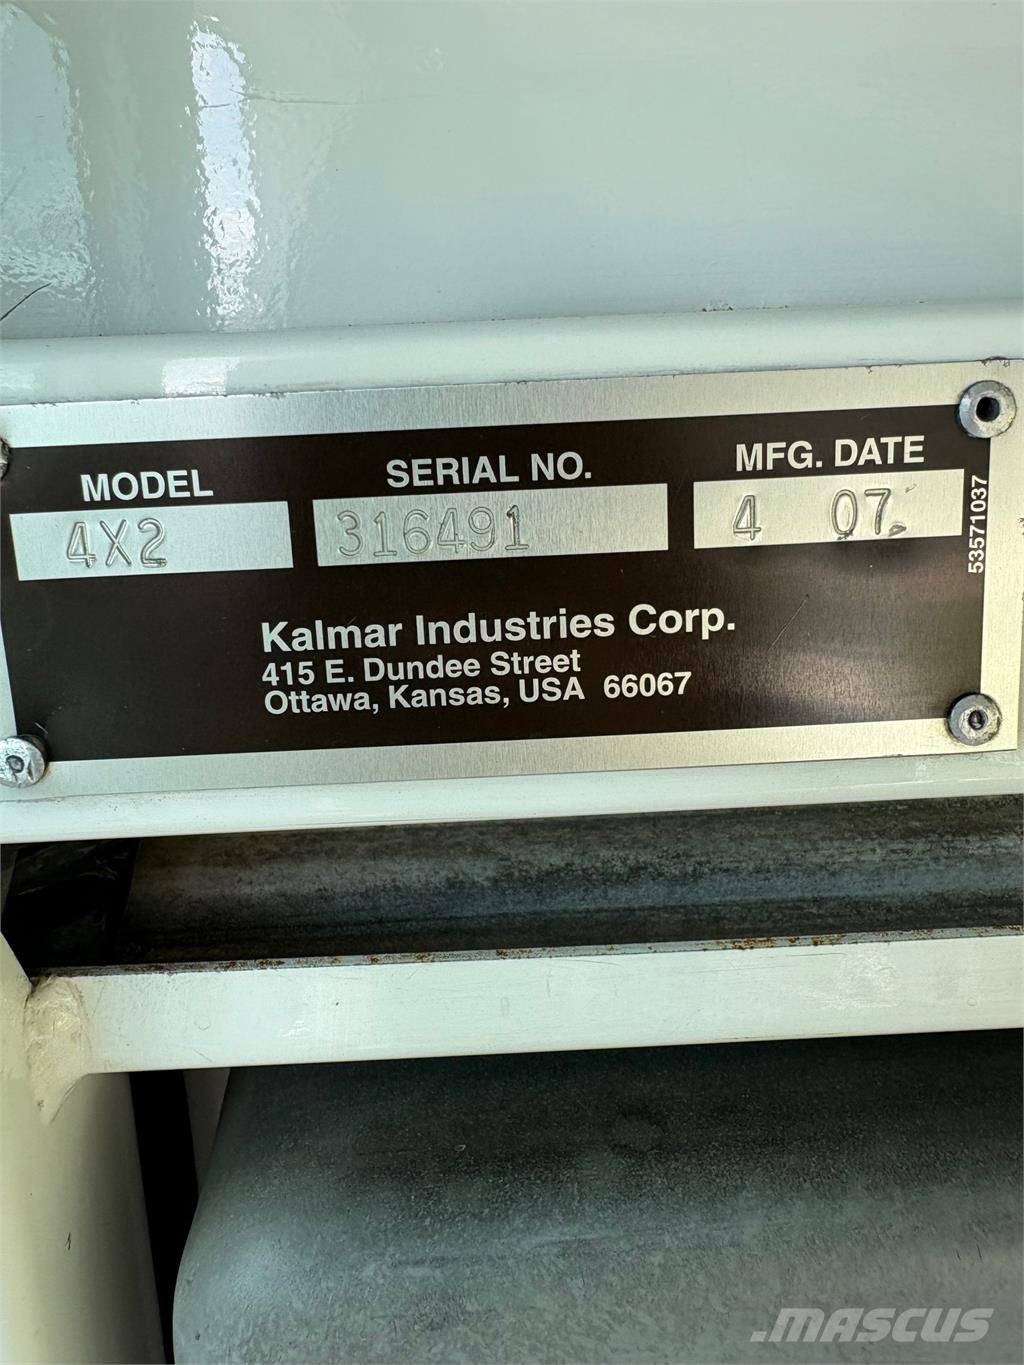 MODEL SERIAL NO. MFG. DATE
4X2 316491 4 07
53571037
Kalmar Industries Corp.
415 E. Dundee Street
Ottawa, Kansas, USA 66067
.MASCUS